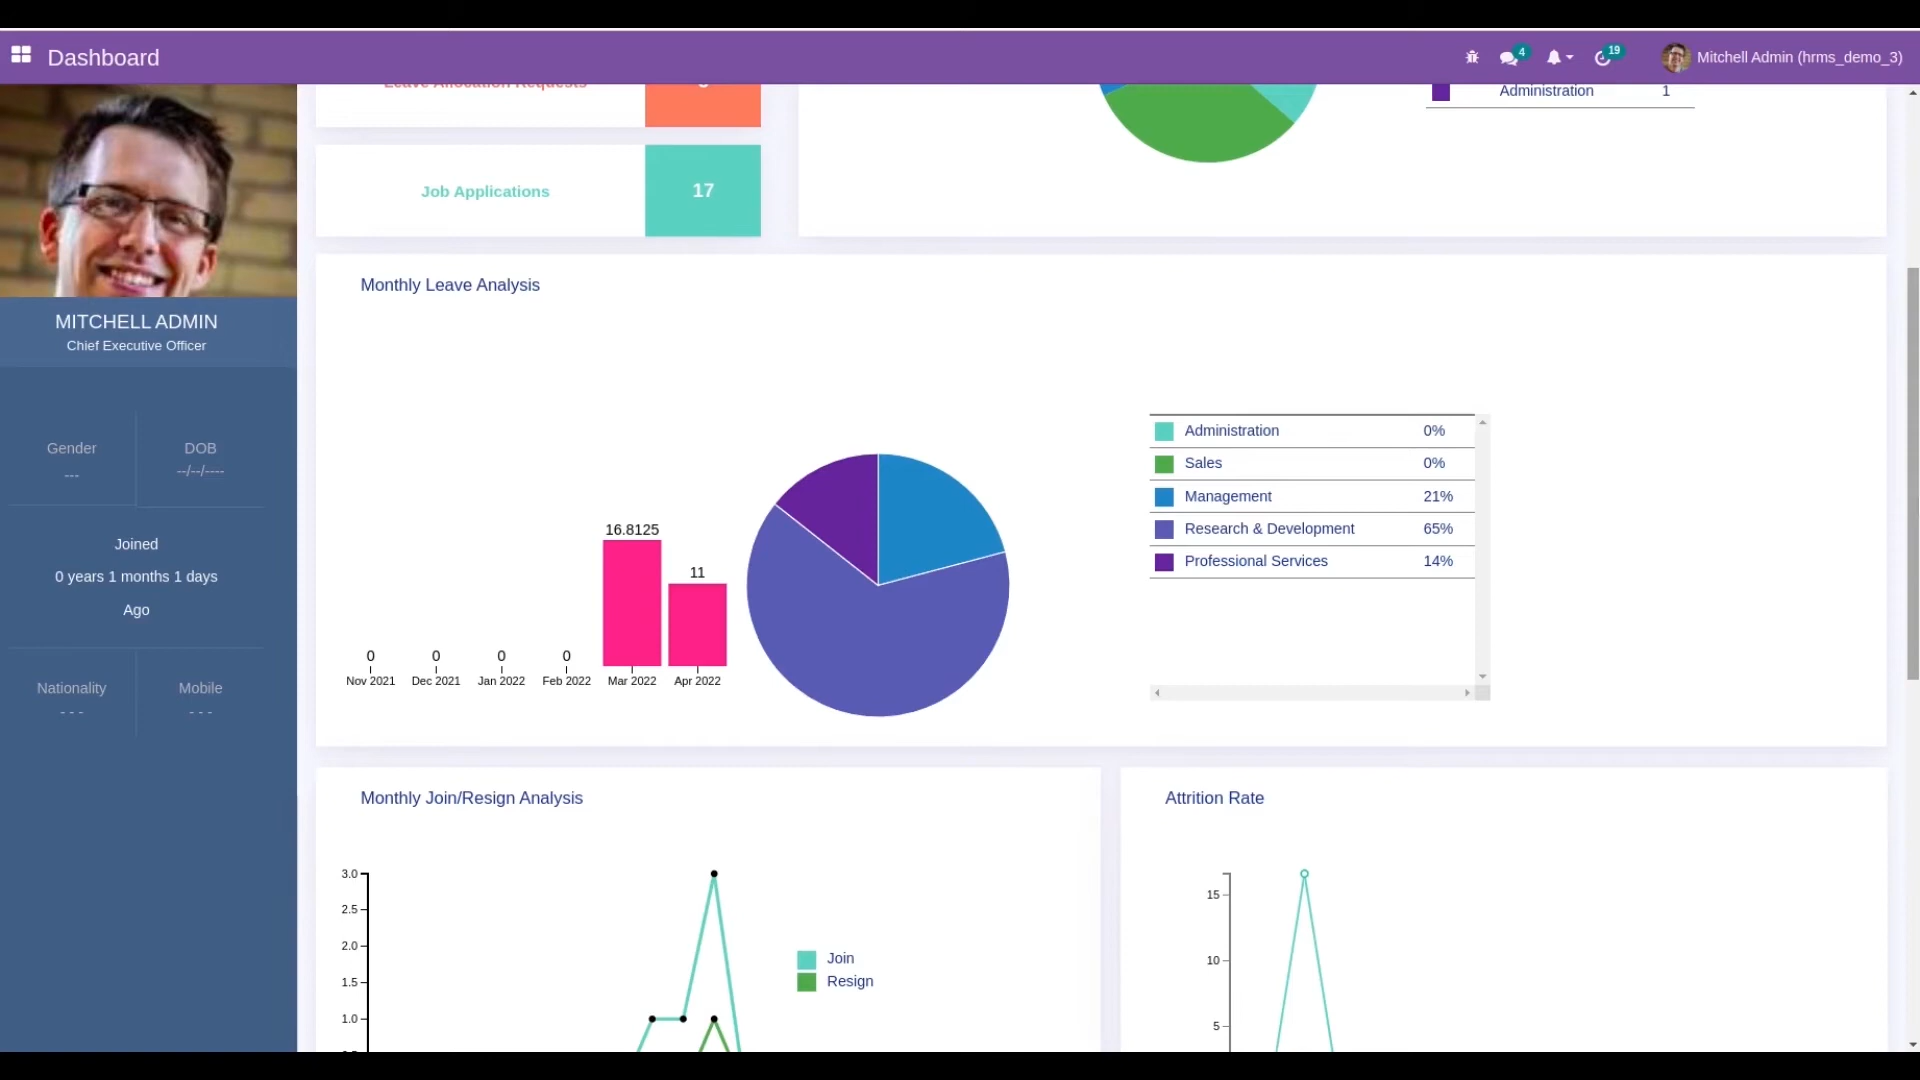 Dashboard
4
19
Mitchell Admin (hrms_demo_3)
Leave Allocation Requests
Administration 1
Job Applications 17
MITCHELL ADMIN
Chief Executive Officer
Gender DOB
--- --/--/----
Joined
0 years 1 months 1 days
Ago
Nationality Mobile
- - - - - -
Monthly Leave Analysis
16.8125
11
0 0 0 0
Nov 2021 Dec 2021 Jan 2022 Feb 2022 Mar 2022 Apr 2022
Administration 0%
Sales 0%
Management 21%
Research & Development 65%
Professional Services 14%
Monthly Join/Resign Analysis
3.0
2.5
2.0
1.5
1.0
Join
Resign
Attrition Rate
15
10
5